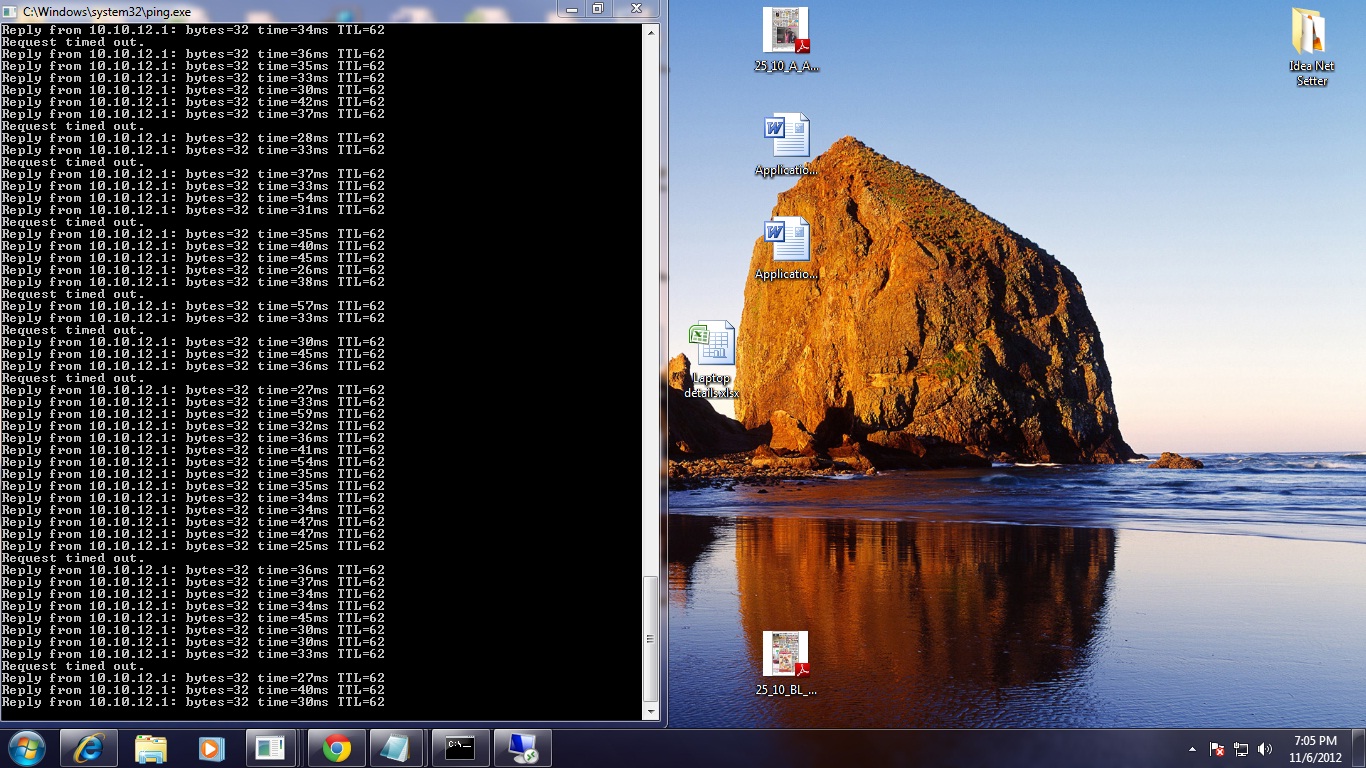 C:\Windows\system32\ping.exe
Reply from 10.10.12.1: bytes=32 time=34ms TTL=62
Request timed out.
Reply from 10.10.12.1: bytes=32 time=36ms TTL=62
Reply from 10.10.12.1: bytes=32 time=35ms TTL=62
Reply from 10.10.12.1: bytes=32 time=33ms TTL=62
Reply from 10.10.12.1: bytes=32 time=30ms TTL=62
Reply from 10.10.12.1: bytes=32 time=42ms TTL=62
Reply from 10.10.12.1: bytes=32 time=37ms TTL=62
Request timed out.
Reply from 10.10.12.1: bytes=32 time=28ms TTL=62
Reply from 10.10.12.1: bytes=32 time=33ms TTL=62
Request timed out.
Reply from 10.10.12.1: bytes=32 time=37ms TTL=62
Reply from 10.10.12.1: bytes=32 time=33ms TTL=62
Reply from 10.10.12.1: bytes=32 time=54ms TTL=62
Reply from 10.10.12.1: bytes=32 time=31ms TTL=62
Request timed out.
Reply from 10.10.12.1: bytes=32 time=35ms TTL=62
Reply from 10.10.12.1: bytes=32 time=40ms TTL=62
Reply from 10.10.12.1: bytes=32 time=45ms TTL=62
Reply from 10.10.12.1: bytes=32 time=26ms TTL=62
Reply from 10.10.12.1: bytes=32 time=38ms TTL=62
Request timed out.
Reply from 10.10.12.1: bytes=32 time=57ms TTL=62
Reply from 10.10.12.1: bytes=32 time=33ms TTL=62
Request timed out.
Reply from 10.10.12.1: bytes=32 time=30ms TTL=62
Reply from 10.10.12.1: bytes=32 time=45ms TTL=62
Reply from 10.10.12.1: bytes=32 time=36ms TTL=62
Request timed out.
Reply from 10.10.12.1: bytes=32 time=27ms TTL=62
Reply from 10.10.12.1: bytes=32 time=33ms TTL=62
Reply from 10.10.12.1: bytes=32 time=59ms TTL=62
Reply from 10.10.12.1: bytes=32 time=32ms TTL=62
Reply from 10.10.12.1: bytes=32 time=36ms TTL=62
Reply from 10.10.12.1: bytes=32 time=41ms TTL=62
Reply from 10.10.12.1: bytes=32 time=54ms TTL=62
Reply from 10.10.12.1: bytes=32 time=35ms TTL=62
Reply from 10.10.12.1: bytes=32 time=35ms TTL=62
Reply from 10.10.12.1: bytes=32 time=34ms TTL=62
Reply from 10.10.12.1: bytes=32 time=34ms TTL=62
Reply from 10.10.12.1: bytes=32 time=47ms TTL=62
Reply from 10.10.12.1: bytes=32 time=47ms TTL=62
Reply from 10.10.12.1: bytes=32 time=25ms TTL=62
Request timed out.
Reply from 10.10.12.1: bytes=32 time=36ms TTL=62
Reply from 10.10.12.1: bytes=32 time=37ms TTL=62
Reply from 10.10.12.1: bytes=32 time=34ms TTL=62
Reply from 10.10.12.1: bytes=32 time=34ms TTL=62
Reply from 10.10.12.1: bytes=32 time=45ms TTL=62
Reply from 10.10.12.1: bytes=32 time=30ms TTL=62
Reply from 10.10.12.1: bytes=32 time=30ms TTL=62
Reply from 10.10.12.1: bytes=32 time=33ms TTL=62
Request timed out.
Reply from 10.10.12.1: bytes=32 time=27ms TTL=62
Reply from 10.10.12.1: bytes=32 time=40ms TTL=62
Reply from 10.10.12.1: bytes=32 time=30ms TTL=62
25_10_A_A...
Applicatio...
Applicatio...
Laptop
details.xlsx
25_10_BL_...
Idea Net
Setter
7:05 PM
11/6/2012